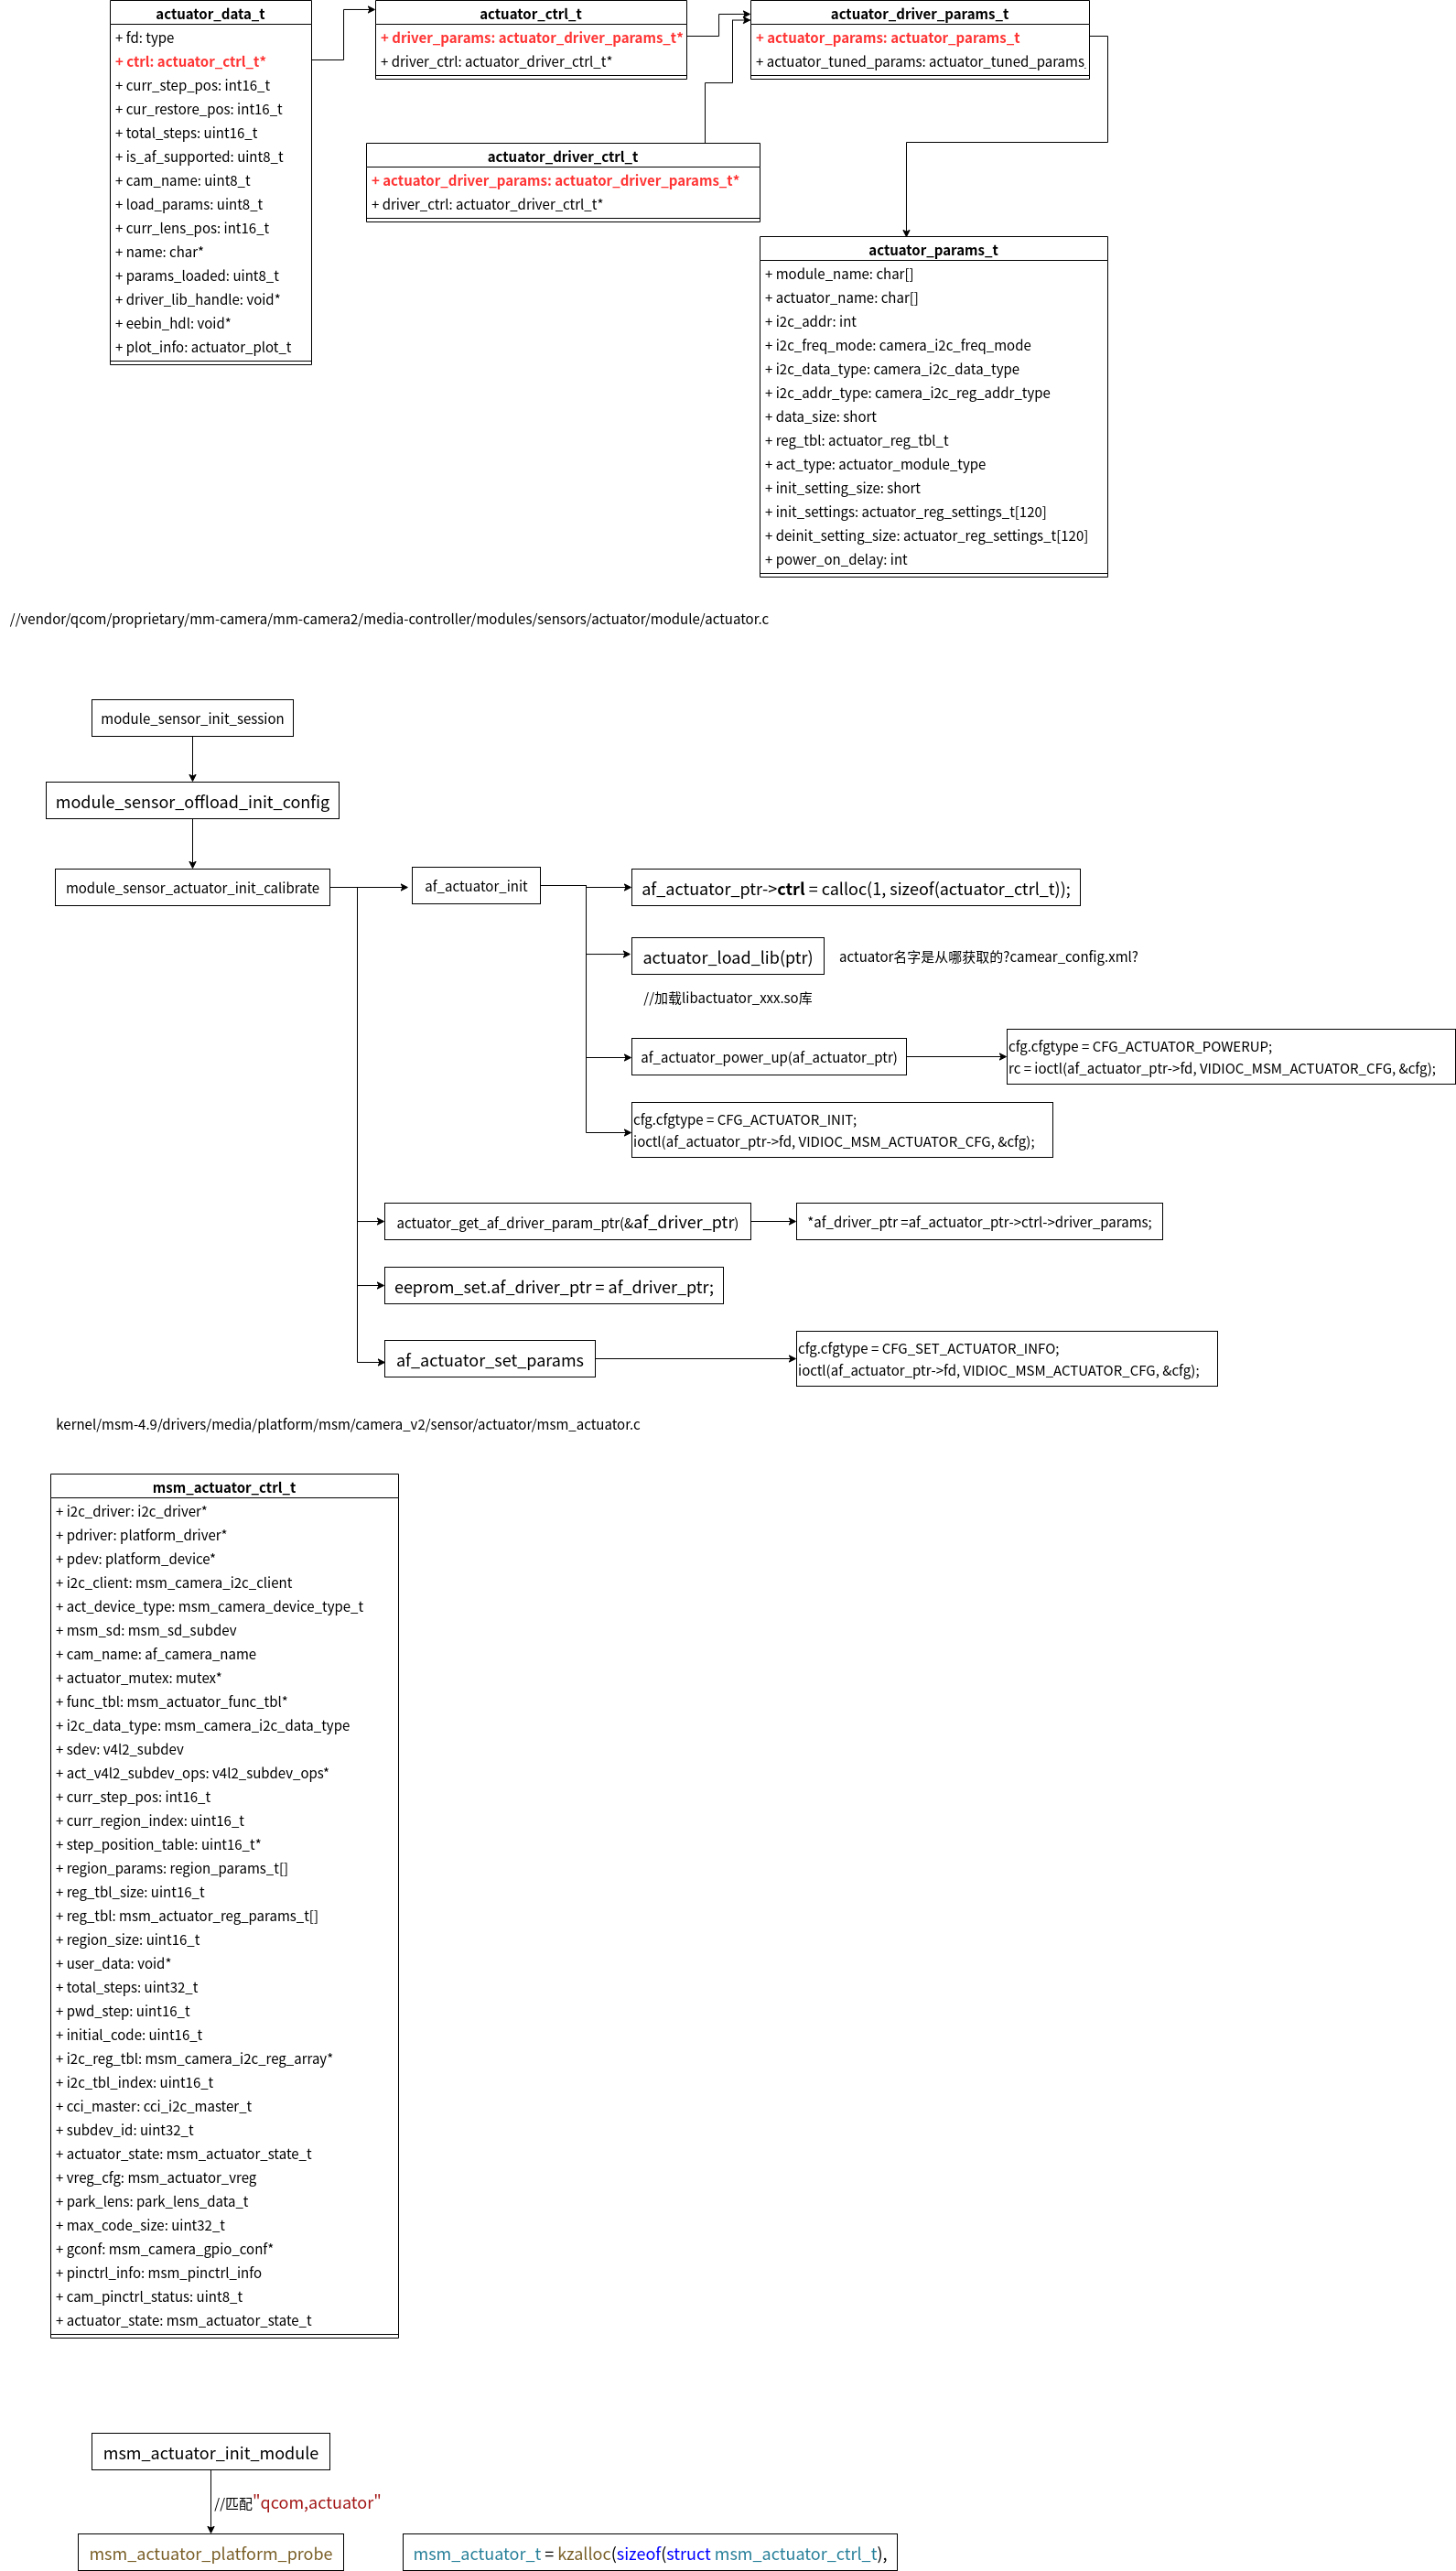 actuator_data_t
+ fd: type
+ ctrl: actuator_ctrl_t*
+ curr_step_pos: int16_t
+ cur_restore_pos: int16_t
+ total_steps: uint16_t
+ is_af_supported: uint8_t
+ cam_name: uint8_t
+ load_params: uint8_t
+ curr_lens_pos: int16_t
+ name: char*
+ params_loaded: uint8_t
+ driver_lib_handle: void*
+ eebin_hdl: void*
+ plot_info: actuator_plot_t
actuator_ctrl_t
+ driver_params: actuator_driver_params_t*
+ driver_ctrl: actuator_driver_ctrl_t*
actuator_driver_params_t
+ actuator_params: actuator_params_t
+ actuator_tuned_params: actuator_tuned_params_
actuator_driver_ctrl_t
+ actuator_driver_params: actuator_driver_params_t*
+ driver_ctrl: actuator_driver_ctrl_t*
actuator_params_t
+ module_name: char[]
+ actuator_name: char[]
+ i2c_addr: int
+ i2c_freq_mode: camera_i2c_freq_mode
+ i2c_data_type: camera_i2c_data_type
+ i2c_addr_type: camera_i2c_reg_addr_type
+ data_size: short
+ reg_tbl: actuator_reg_tbl_t
+ act_type: actuator_module_type
+ init_setting_size: short
+ init_settings: actuator_reg_settings_t[120]
+ deinit_setting_size: actuator_reg_settings_t[120]
+ power_on_delay: int
//vendor/qcom/proprietary/mm-camera/mm-camera2/media-controller/modules/sensors/actuator/module/actuator.c
module_sensor_init_session
module_sensor_offload_init_config
module_sensor_actuator_init_calibrate
af_actuator_init
af_actuator_ptr->ctrl = calloc(1, sizeof(actuator_ctrl_t));
actuator_load_lib(ptr)
actuator名字是从哪获取的?camear_config.xml?
//加载libactuator_xxx.so库
af_actuator_power_up(af_actuator_ptr)
cfg.cfgtype = CFG_ACTUATOR_POWERUP;
rc = ioctl(af_actuator_ptr->fd, VIDIOC_MSM_ACTUATOR_CFG, &cfg);
cfg.cfgtype = CFG_ACTUATOR_INIT;
ioctl(af_actuator_ptr->fd, VIDIOC_MSM_ACTUATOR_CFG, &cfg);
actuator_get_af_driver_param_ptr(&af_driver_ptr)
*af_driver_ptr =af_actuator_ptr->ctrl->driver_params;
eeprom_set.af_driver_ptr = af_driver_ptr;
af_actuator_set_params
cfg.cfgtype = CFG_SET_ACTUATOR_INFO;
ioctl(af_actuator_ptr->fd, VIDIOC_MSM_ACTUATOR_CFG, &cfg);
kernel/msm-4.9/drivers/media/platform/msm/camera_v2/sensor/actuator/msm_actuator.c
msm_actuator_ctrl_t
+ i2c_driver: i2c_driver*
+ pdriver: platform_driver*
+ pdev: platform_device*
+ i2c_client: msm_camera_i2c_client
+ act_device_type: msm_camera_device_type_t
+ msm_sd: msm_sd_subdev
+ cam_name: af_camera_name
+ actuator_mutex: mutex*
+ func_tbl: msm_actuator_func_tbl*
+ i2c_data_type: msm_camera_i2c_data_type
+ sdev: v4l2_subdev
+ act_v4l2_subdev_ops: v4l2_subdev_ops*
+ curr_step_pos: int16_t
+ curr_region_index: uint16_t
+ step_position_table: uint16_t*
+ region_params: region_params_t[]
+ reg_tbl_size: uint16_t
+ reg_tbl: msm_actuator_reg_params_t[]
+ region_size: uint16_t
+ user_data: void*
+ total_steps: uint32_t
+ pwd_step: uint16_t
+ initial_code: uint16_t
+ i2c_reg_tbl: msm_camera_i2c_reg_array*
+ i2c_tbl_index: uint16_t
+ cci_master: cci_i2c_master_t
+ subdev_id: uint32_t
+ actuator_state: msm_actuator_state_t
+ vreg_cfg: msm_actuator_vreg
+ park_lens: park_lens_data_t
+ max_code_size: uint32_t
+ gconf: msm_camera_gpio_conf*
+ pinctrl_info: msm_pinctrl_info
+ cam_pinctrl_status: uint8_t
+ actuator_state: msm_actuator_state_t
msm_actuator_init_module
//匹配"qcom,actuator"
msm_actuator_platform_probe
msm_actuator_t = kzalloc(sizeof(struct msm_actuator_ctrl_t),